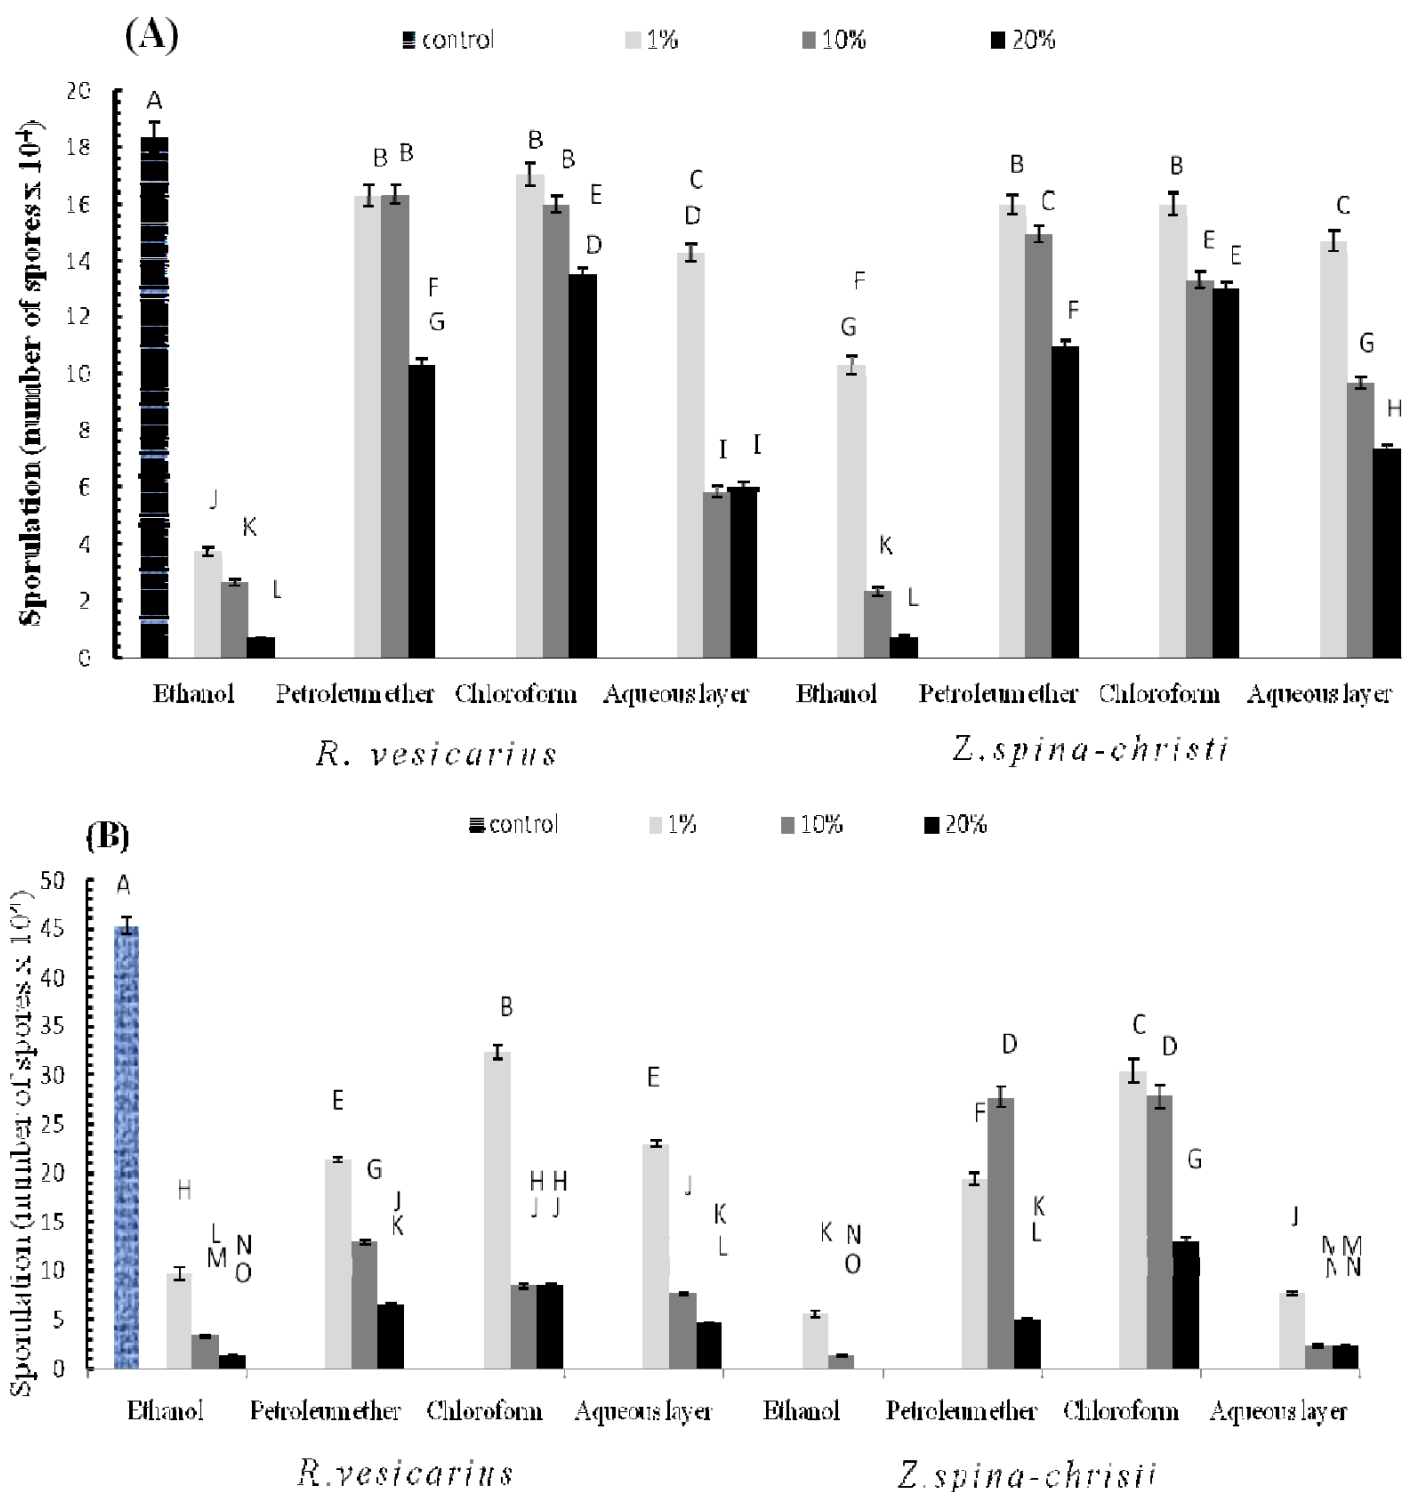 (A)
control 1% 10% 20%
Sporulation (number of spores x 10⁴)
20
18
16
14
12
10
8
6
4
2
0
A
J
K
L
B
B
F
G
B
B
E
D
C
D
I
I
F
G
K
L
B
C
F
B
E
E
C
G
H
Ethanol Petroleum ether Chloroform Aqueous layer Ethanol Petroleum ether Chloroform Aqueous layer
R. vesicarius Z.spina-christi
(B)
control 1% 10% 20%
Sporulation (number of spores x 10⁴)
50
45
40
35
30
25
20
15
10
5
0
A
H
L
M
N
O
E
G
J
K
B
H
J
H
J
E
J
K
L
K
N
O
F
D
K
L
C
D
G
J
M
N
M
N
Ethanol Petroleum ether Chloroform Aqueous layer Ethanol Petroleum ether Chloroform Aqueous layer
R.vesicarius Z.spina-christi